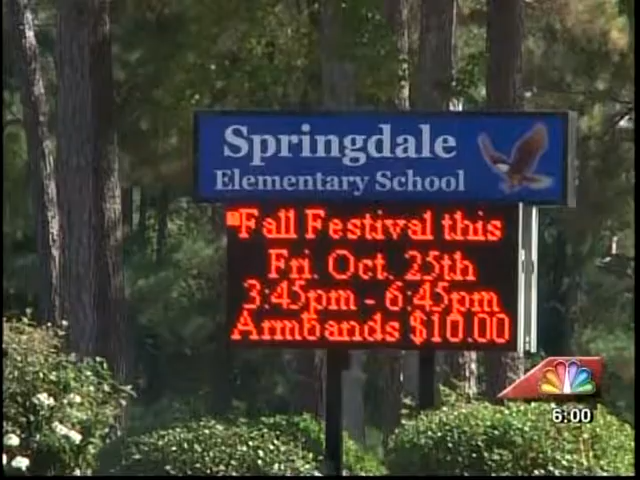 Springdale
Elementary School
*Fall Festival this
Fri. Oct. 25th
3:45pm - 6:45pm
Armbands $10.00
6:00